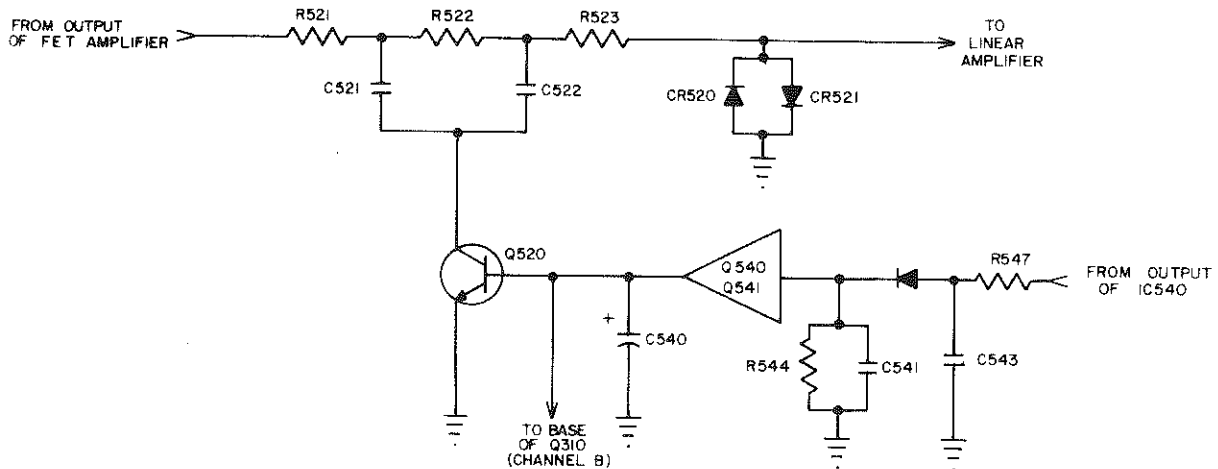 FROM OUTPUT
OF FET AMPLIFIER
R521
R522
R523
TO
LINEAR
AMPLIFIER
C521
C522
CR520
CR521
Q520
Q540
Q541
R547
FROM OUTPUT
OF IC540
+
C540
R544
C541
C543
TO BASE
OF Q310
(CHANNEL B)